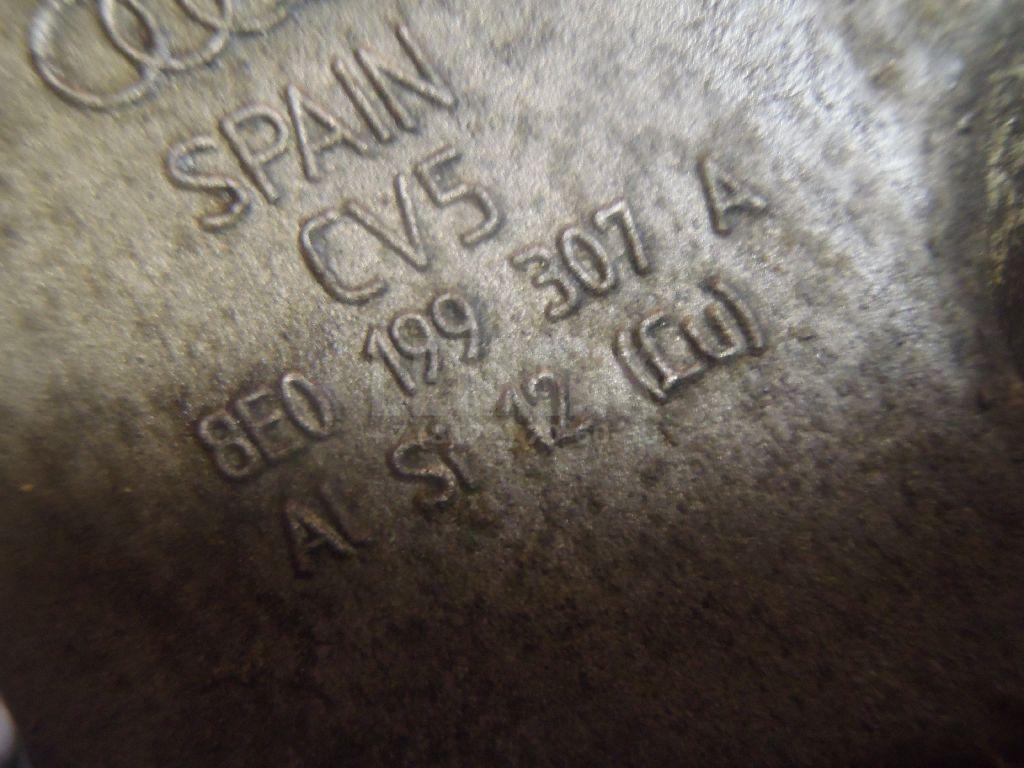 SPAIN
CV5
8E0 199 307 A
Al Si 12 (Cu)